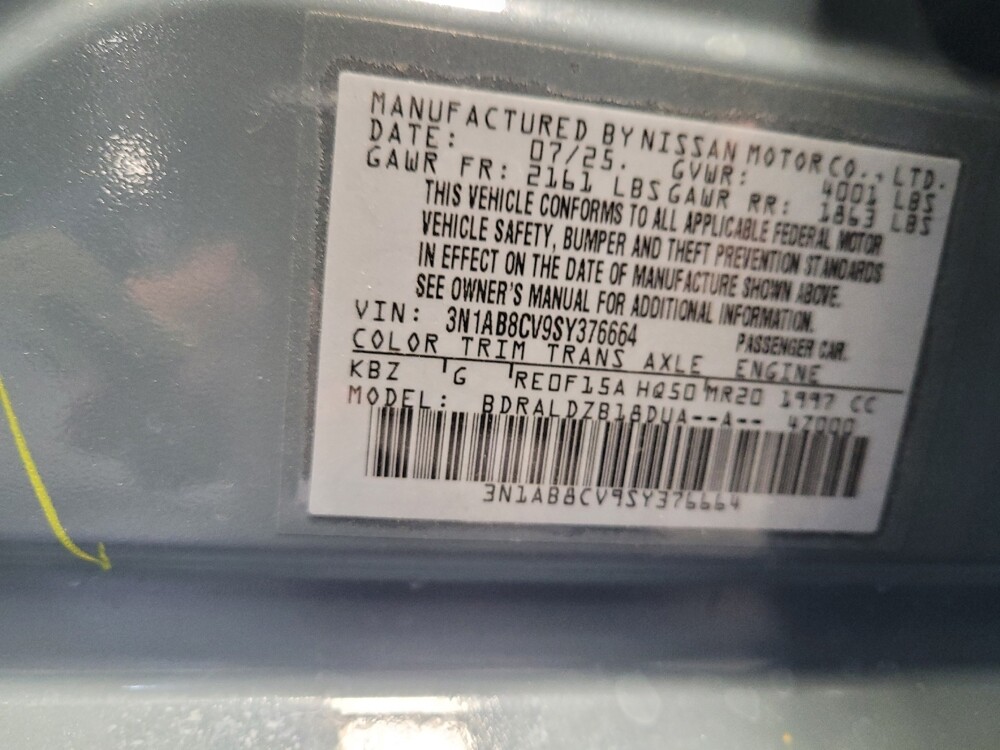 MANUFACTURED BY NISSAN MOTOR CO., LTD.
DATE: 07/25. GVWR: 4001 LBS
GAWR FR: 2161 LBS GAWR RR: 1863 LBS
THIS VEHICLE CONFORMS TO ALL APPLICABLE FEDERAL MOTOR
VEHICLE SAFETY, BUMPER AND THEFT PREVENTION STANDARDS
IN EFFECT ON THE DATE OF MANUFACTURE SHOWN ABOVE.
SEE OWNER'S MANUAL FOR ADDITIONAL INFORMATION.
VIN: 3N1AB8CV9SY376664 PASSENGER CAR.
COLOR TRIM TRANS AXLE ENGINE
KBZ G RE0F15A HQ50 MR20 1997 CC
MODEL: BDRALDZB18DUA--A-- 47000
3N1AB8CV9SY376664